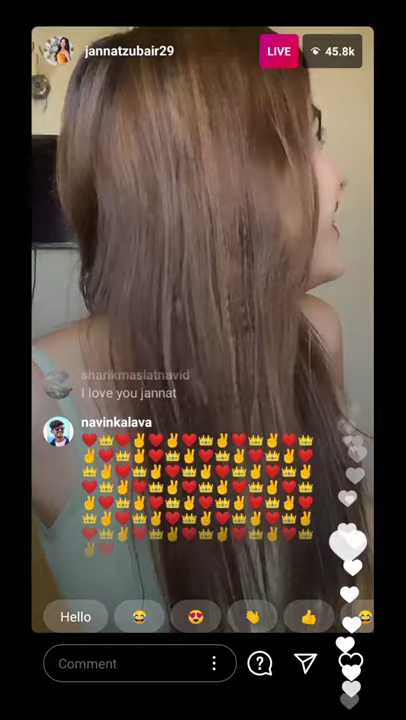 jannatzubair29
LIVE
45.8k
sharikmasiatnavid
I love you jannat
navinkalava
❤️👑❤️✌️❤️✌️❤️👑✌️❤️👑✌️❤️👑
✌️❤️👑✌️❤️✌️❤️👑✌️❤️👑✌️❤️
👑✌️❤️👑✌️❤️👑✌️❤️👑✌️❤️👑
Hello
Comment